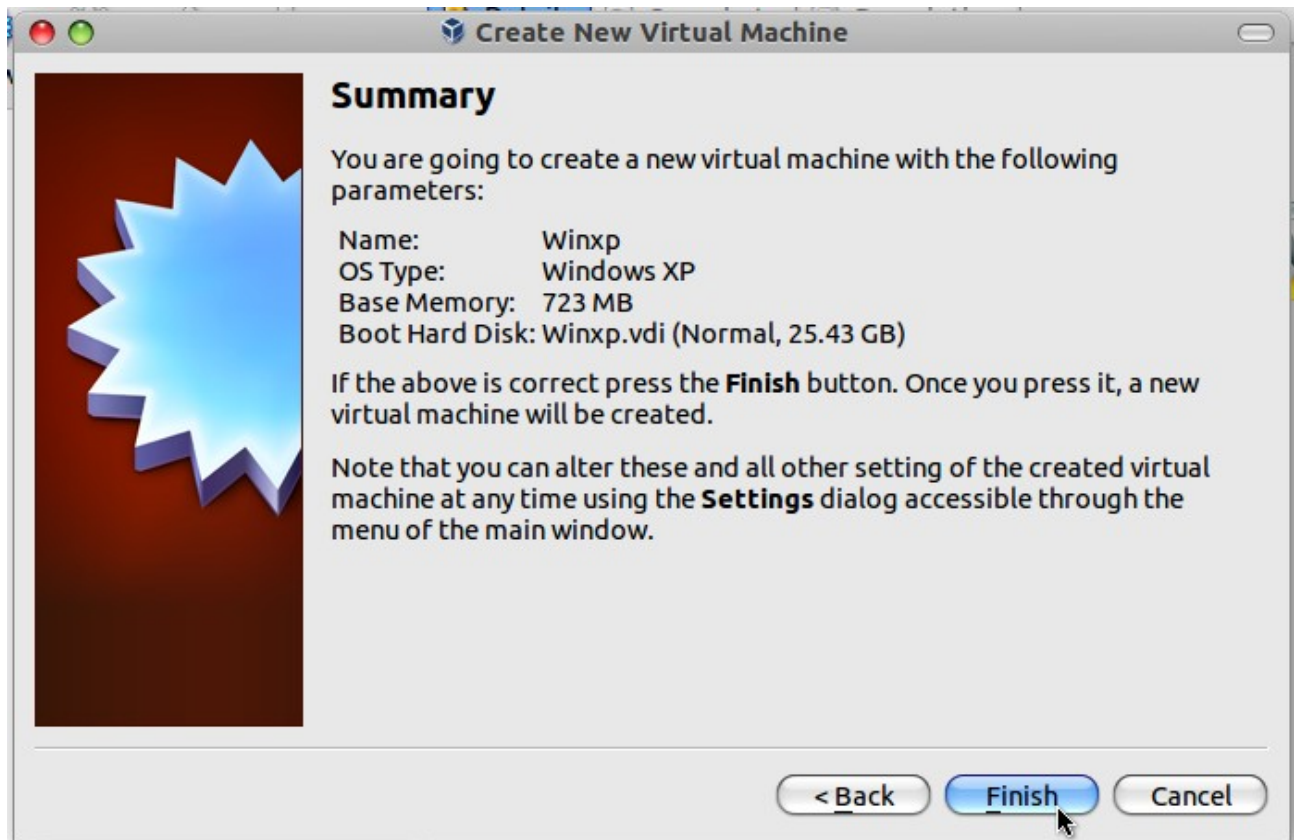 Create New Virtual Machine
Summary
You are going to create a new virtual machine with the following
parameters:
Name: Winxp
OS Type: Windows XP
Base Memory: 723 MB
Boot Hard Disk: Winxp.vdi (Normal, 25.43 GB)
If the above is correct press the Finish button. Once you press it, a new
virtual machine will be created.
Note that you can alter these and all other setting of the created virtual
machine at any time using the Settings dialog accessible through the
menu of the main window.
< Back Finish Cancel